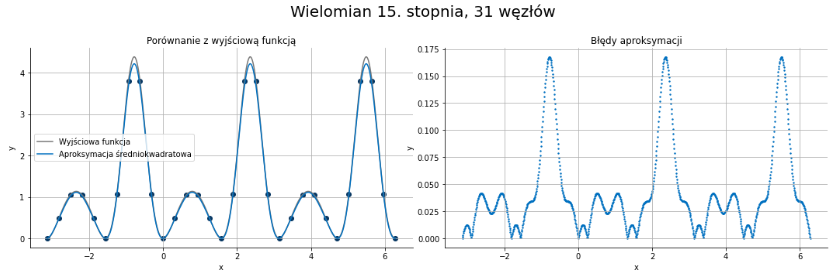 Wielomian 15. stopnia, 31 węzłów
Porównanie z wyjściową funkcją
4
3
2
1
0
y
Wyjściowa funkcja
Aproksymacja średniokwadratowa
−2
0
2
4
6
x
Błędy aproksymacji
0.175
0.150
0.125
0.100
0.075
0.050
0.025
0.000
y
−2
0
2
4
6
x